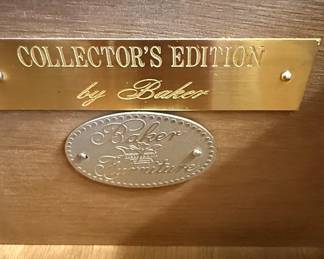 COLLECTOR'S EDITION
by Baker
Baker
Furniture